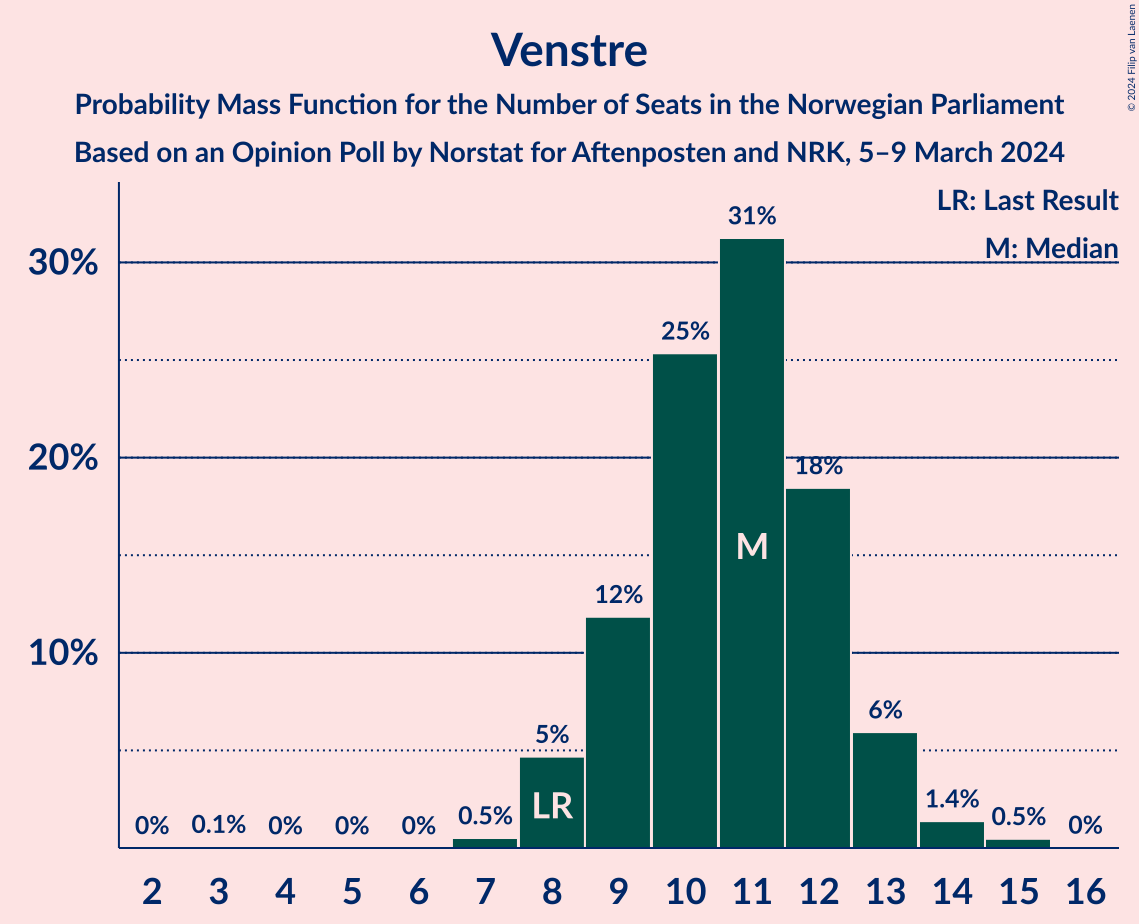 Venstre
Probability Mass Function for the Number of Seats in the Norwegian Parliament
Based on an Opinion Poll by Norstat for Aftenposten and NRK, 5–9 March 2024
© 2024 Filip van Laenen
LR: Last Result
M: Median
30%
20%
10%
0%
0.1%
0%
0%
0%
0.5%
5%
12%
25%
31%
18%
6%
1.4%
0.5%
0%
LR
M
2 3 4 5 6 7 8 9 10 11 12 13 14 15 16